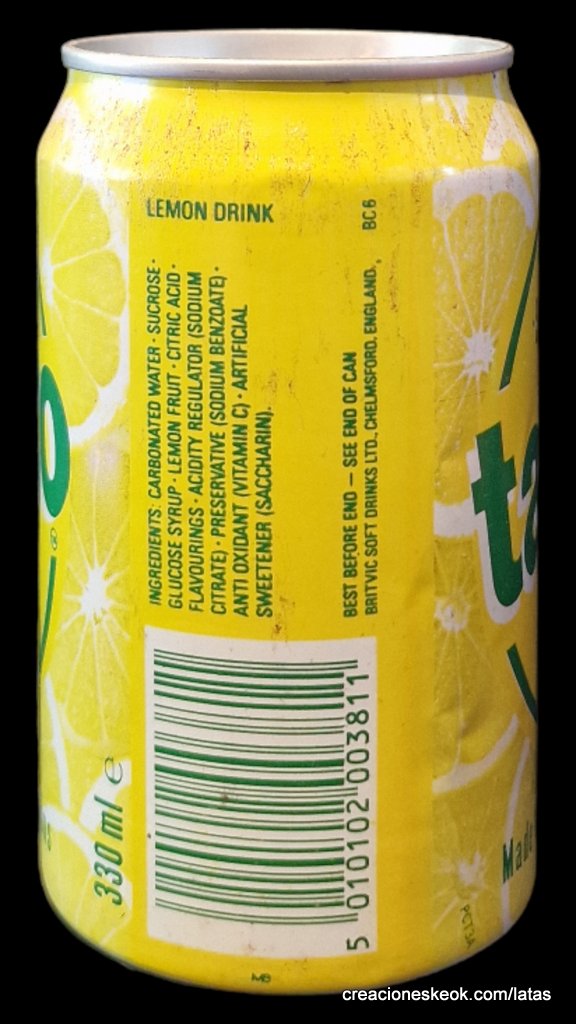 LEMON DRINK
BC6
INGREDIENTS: CARBONATED WATER · SUCROSE ·
GLUCOSE SYRUP · LEMON FRUIT · CITRIC ACID ·
FLAVOURINGS · ACIDITY REGULATOR (SODIUM
CITRATE) · PRESERVATIVE (SODIUM BENZOATE) ·
ANTI OXIDANT (VITAMIN C) · ARTIFICIAL
SWEETENER (SACCHARIN).
BEST BEFORE END – SEE END OF CAN
BRITVIC SOFT DRINKS LTD., CHELMSFORD, ENGLAND.,
5 010102 003811
330 ml e
o ®
ta
Made
creacioneskeok.com/latas